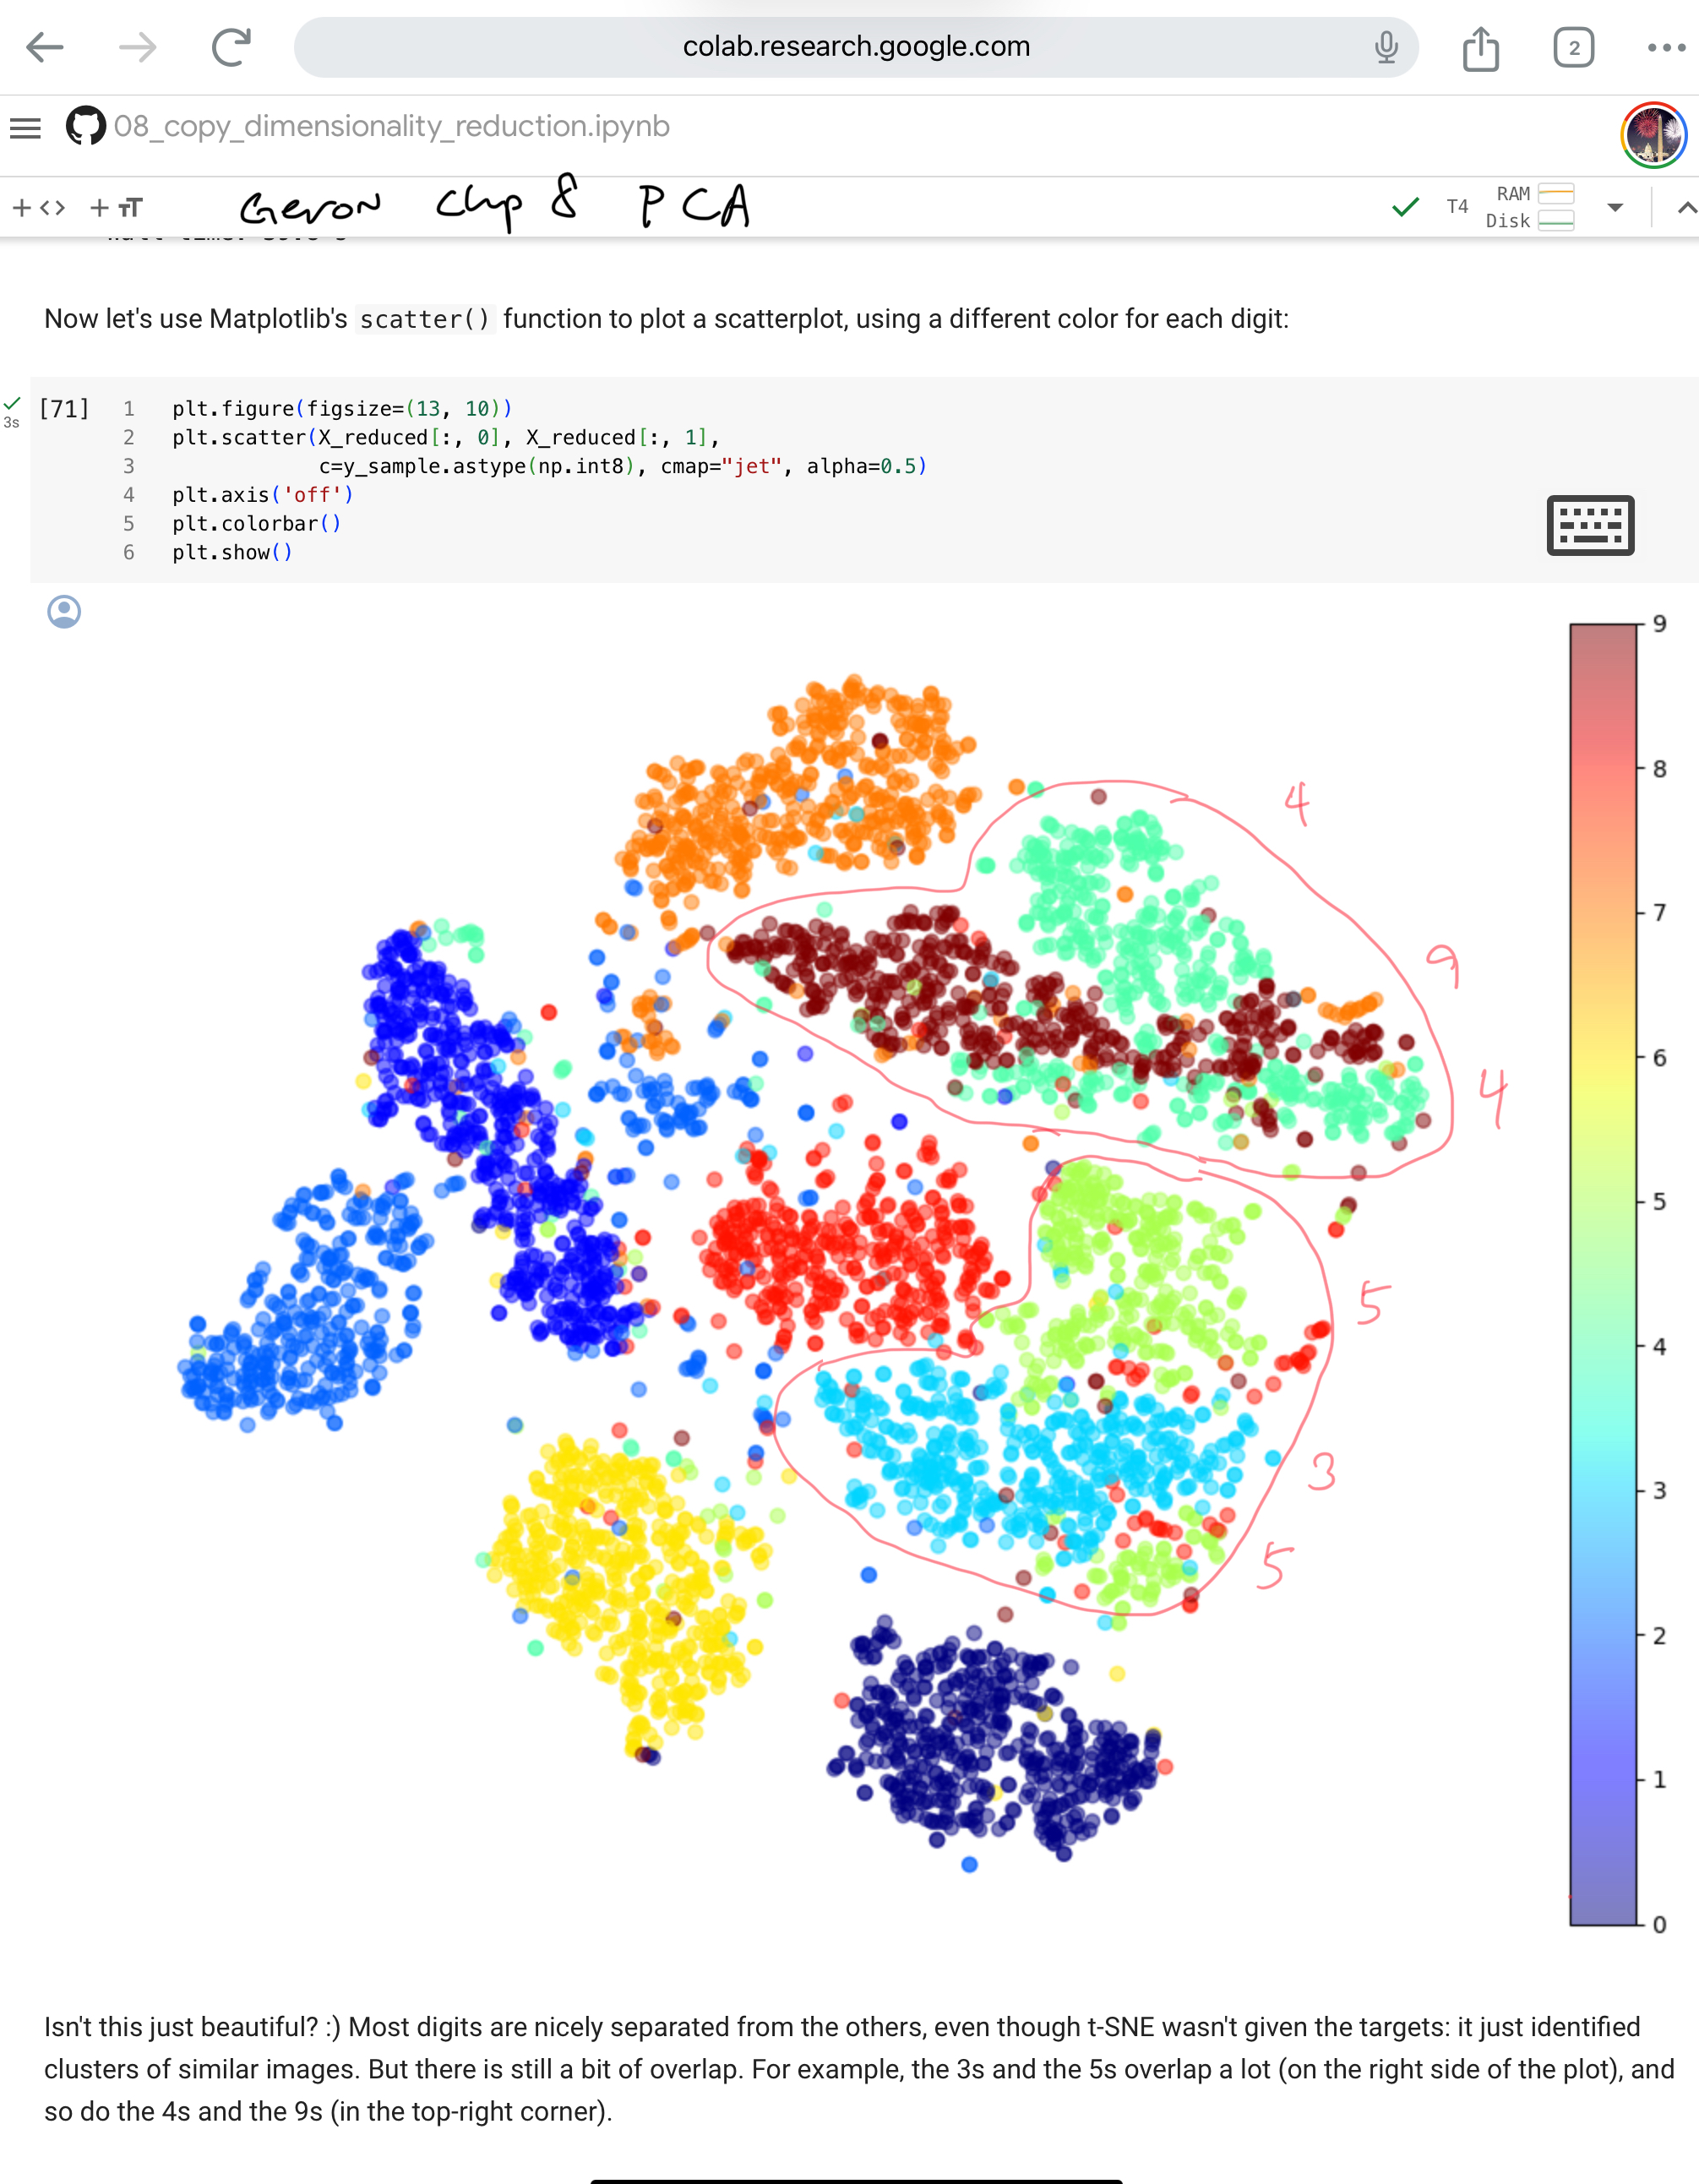 colab.research.google.com
2
08_copy_dimensionality_reduction.ipynb
Geron Chp 8 PCA
T4
RAM
Disk
Now let's use Matplotlib's scatter() function to plot a scatterplot, using a different color for each digit:
3s
[71]
1 plt.figure(figsize=(13, 10))
2 plt.scatter(X_reduced[:, 0], X_reduced[:, 1],
3 c=y_sample.astype(np.int8), cmap="jet", alpha=0.5)
4 plt.axis('off')
5 plt.colorbar()
6 plt.show()
9
8
7
6
5
4
3
2
1
0
4
9
4
5
3
5
Isn't this just beautiful? :) Most digits are nicely separated from the others, even though t-SNE wasn't given the targets: it just identified
clusters of similar images. But there is still a bit of overlap. For example, the 3s and the 5s overlap a lot (on the right side of the plot), and
so do the 4s and the 9s (in the top-right corner).